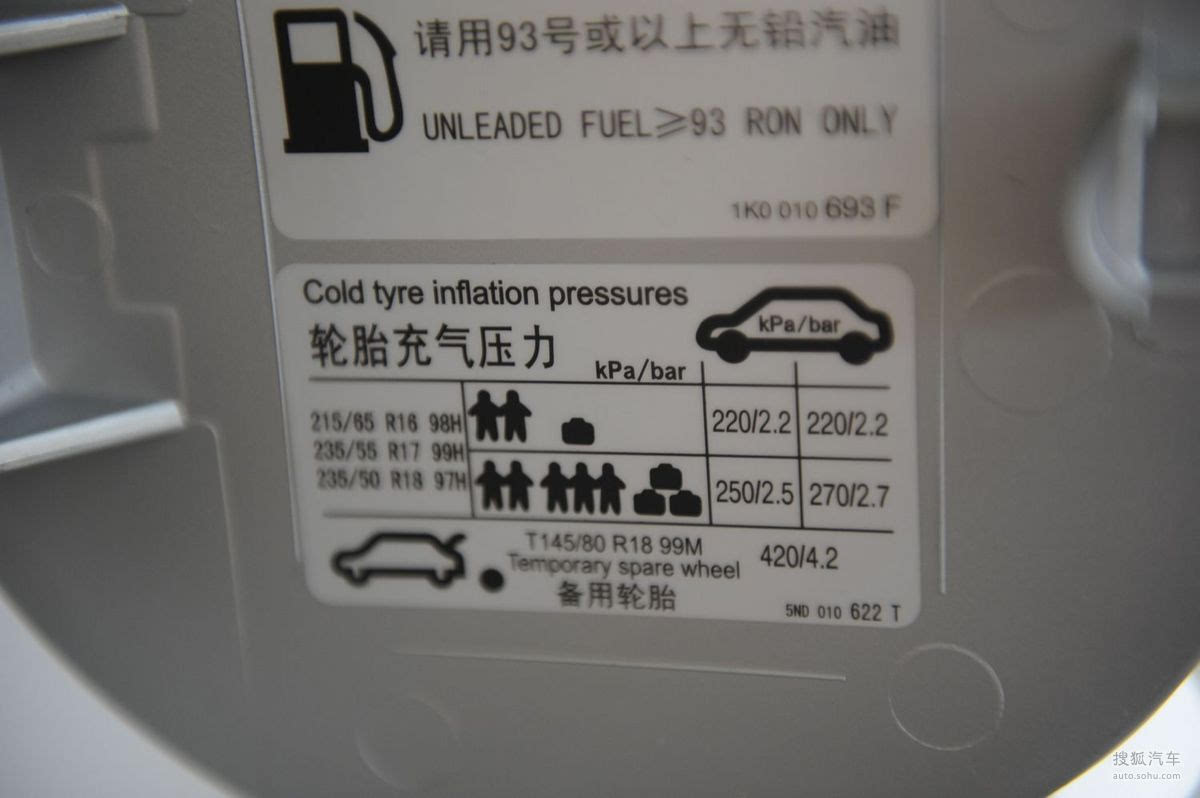 请用93号或以上无铅汽油
UNLEADED FUEL≥93 RON ONLY
1K0 010 693 F
Cold tyre inflation pressures
轮胎充气压力
kPa/bar
kPa/bar
215/65 R16 98H
235/55 R17 99H
235/50 R18 97H
220/2.2 220/2.2
250/2.5 270/2.7
T145/80 R18 99M
Temporary spare wheel
420/4.2
备用轮胎
5ND 010 622 T
搜狐汽车
auto.sohu.com